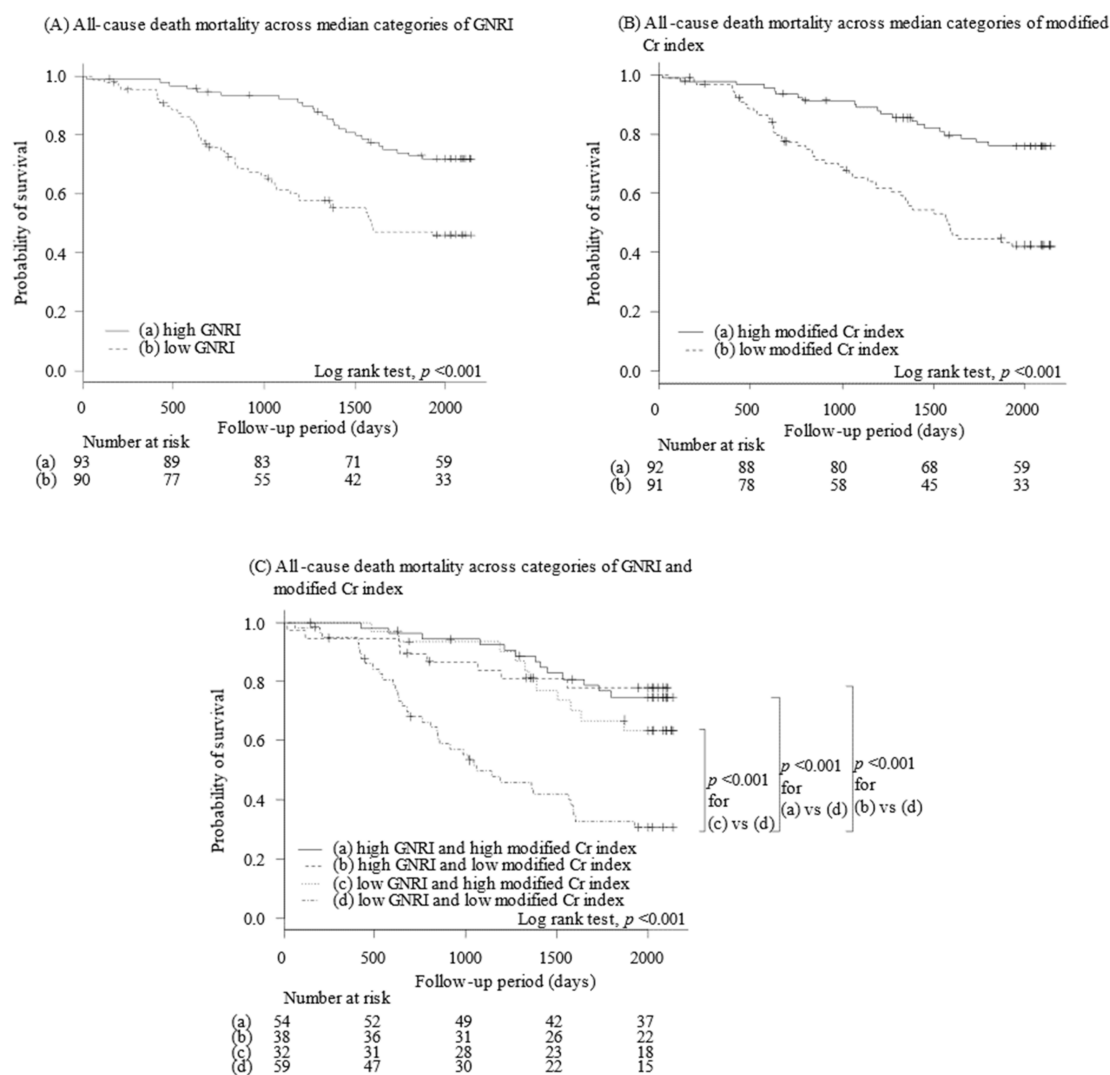 (A) All-cause death mortality across median categories of GNRI
1.0
0.8
0.6
0.4
0.2
0.0
Probability of survival
(a) high GNRI
(b) low GNRI
Log rank test, p <0.001
0 500 1000 1500 2000
Follow-up period (days)
Number at risk
(a) 93 89 83 71 59
(b) 90 77 55 42 33
(B) All-cause death mortality across median categories of modified
Cr index
1.0
0.8
0.6
0.4
0.2
0.0
Probability of survival
(a) high modified Cr index
(b) low modified Cr index
Log rank test, p <0.001
0 500 1000 1500 2000
Follow-up period (days)
Number at risk
(a) 92 88 80 68 59
(b) 91 78 58 45 33
(C) All-cause death mortality across categories of GNRI and
modified Cr index
1.0
0.8
0.6
0.4
0.2
0.0
Probability of survival
(a) high GNRI and high modified Cr index
(b) high GNRI and low modified Cr index
(c) low GNRI and high modified Cr index
(d) low GNRI and low modified Cr index
Log rank test, p <0.001
p <0.001
for
(c) vs (d)
p <0.001
for
(a) vs (d)
p <0.001
for
(b) vs (d)
0 500 1000 1500 2000
Follow-up period (days)
Number at risk
(a) 54 52 49 42 37
(b) 38 36 31 26 22
(c) 32 31 28 23 18
(d) 59 47 30 22 15